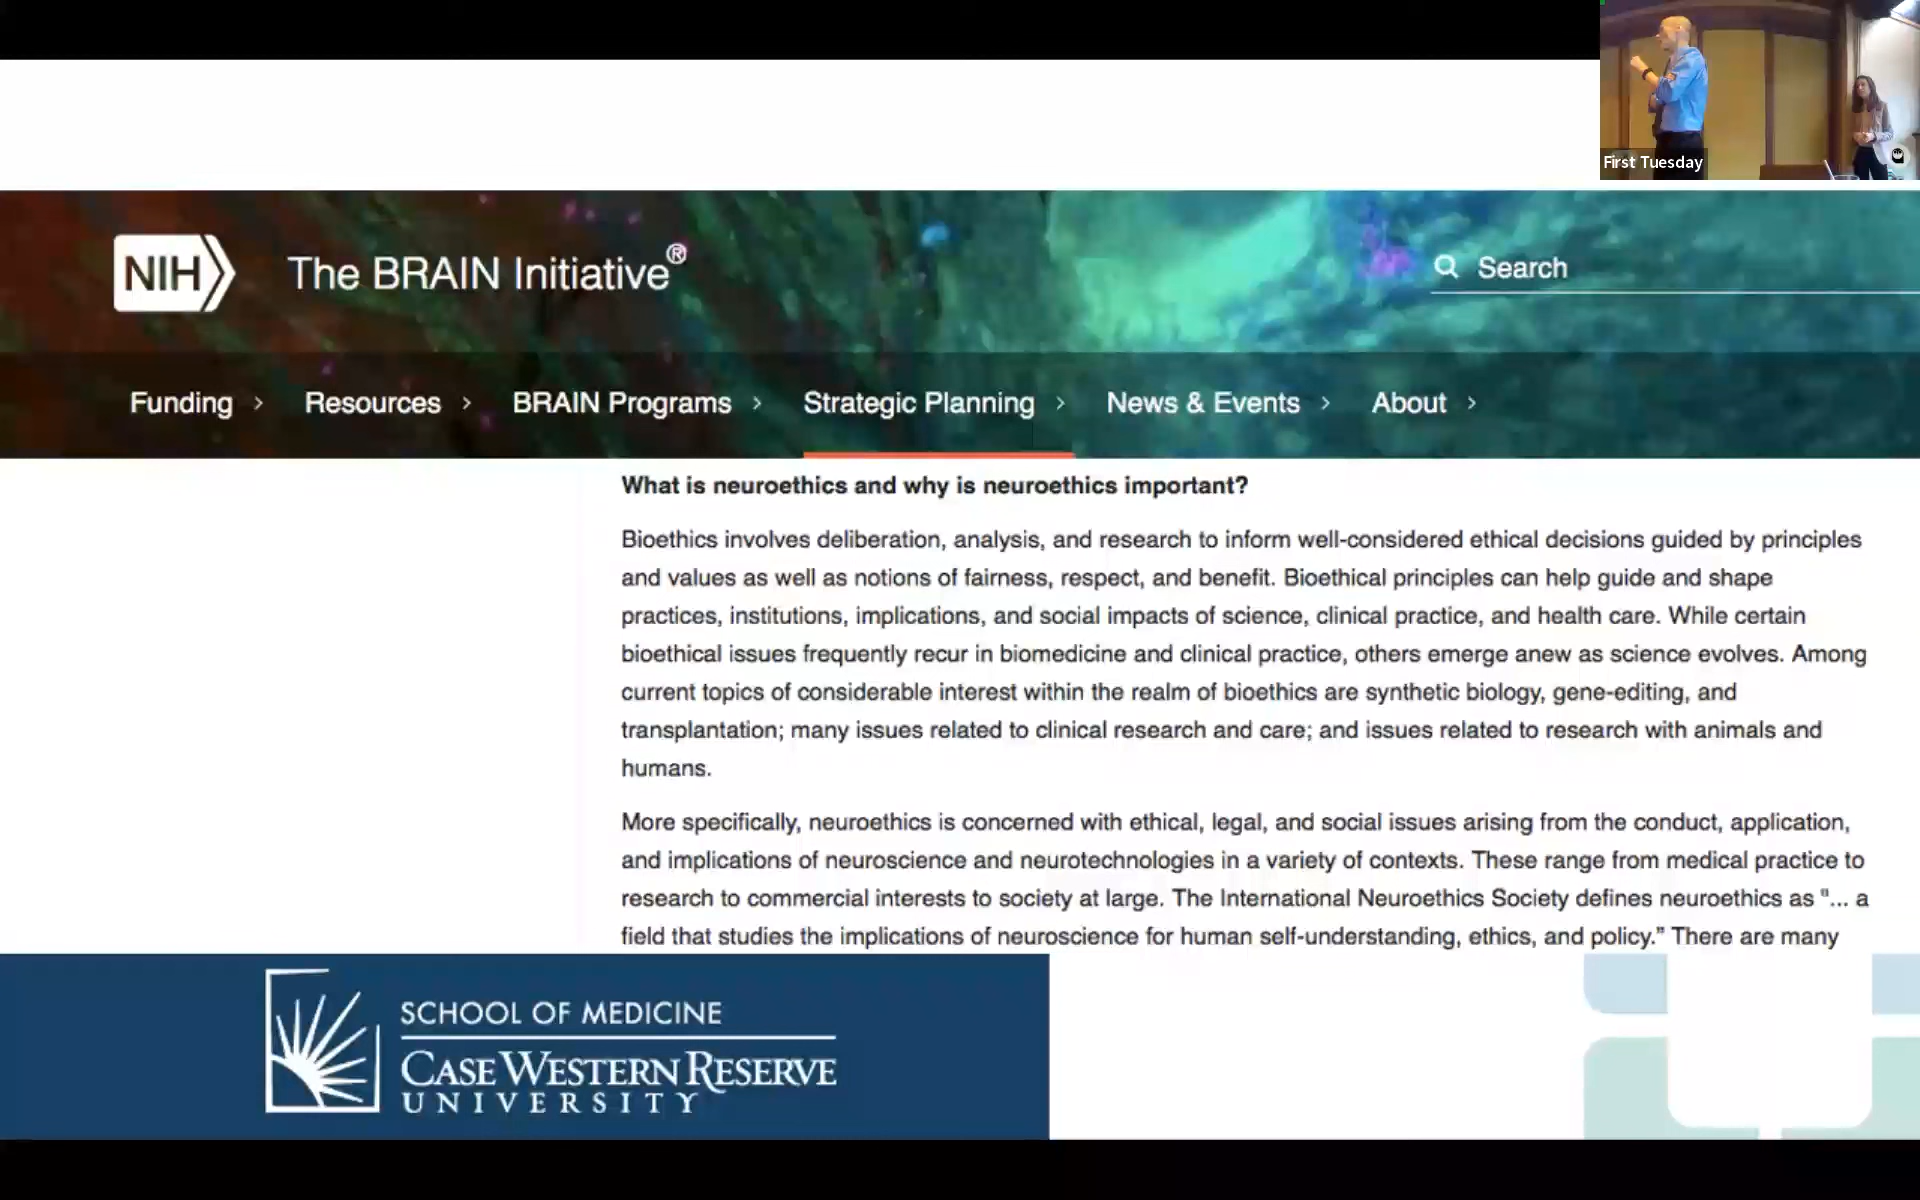 First Tuesday
NIH
The BRAIN Initiative®
Search
Funding
Resources
BRAIN Programs
Strategic Planning
News & Events
About
What is neuroethics and why is neuroethics important?
Bioethics involves deliberation, analysis, and research to inform well-considered ethical decisions guided by principles
and values as well as notions of fairness, respect, and benefit. Bioethical principles can help guide and shape
practices, institutions, implications, and social impacts of science, clinical practice, and health care. While certain
bioethical issues frequently recur in biomedicine and clinical practice, others emerge anew as science evolves. Among
current topics of considerable interest within the realm of bioethics are synthetic biology, gene-editing, and
transplantation; many issues related to clinical research and care; and issues related to research with animals and
humans.
More specifically, neuroethics is concerned with ethical, legal, and social issues arising from the conduct, application,
and implications of neuroscience and neurotechnologies in a variety of contexts. These range from medical practice to
research to commercial interests to society at large. The International Neuroethics Society defines neuroethics as "... a
field that studies the implications of neuroscience for human self-understanding, ethics, and policy.” There are many
SCHOOL OF MEDICINE
CASE WESTERN RESERVE
UNIVERSITY